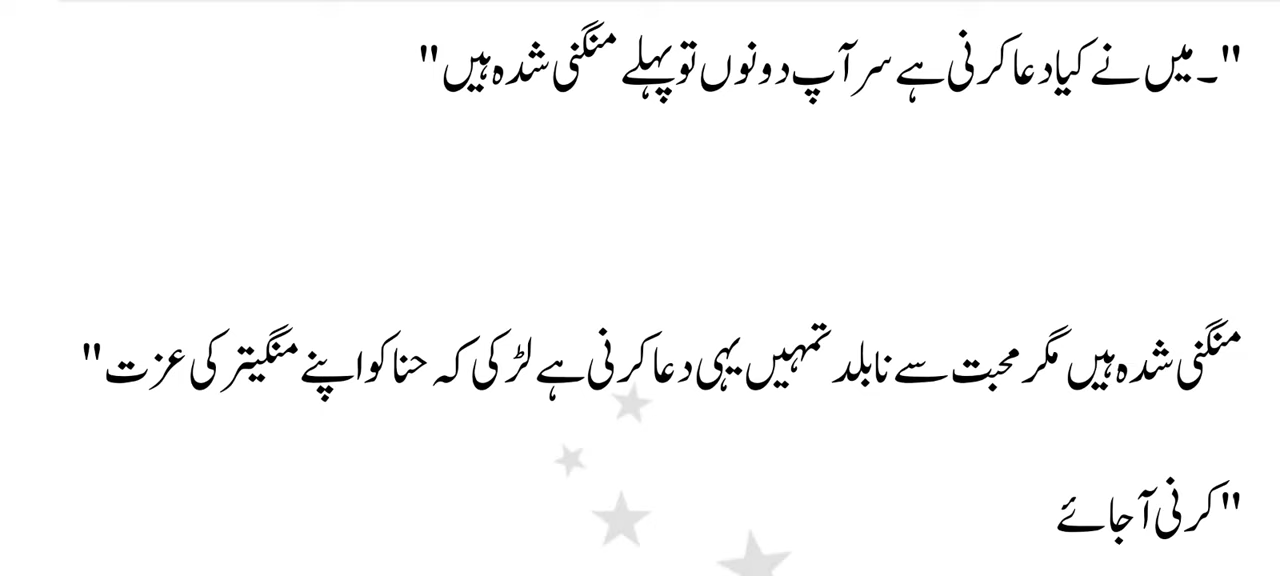 "۔میں نے کیا دعا کرنی ہے سر آپ دونوں تو پہلے منگنی شدہ ہیں"
منگنی شدہ ہیں مگر محبت سے نابلد تمہیں یہی دعا کرنی ہے لڑکی کہ حنا کو اپنے منگیتر کی عزت "
"کرنی آ جائے